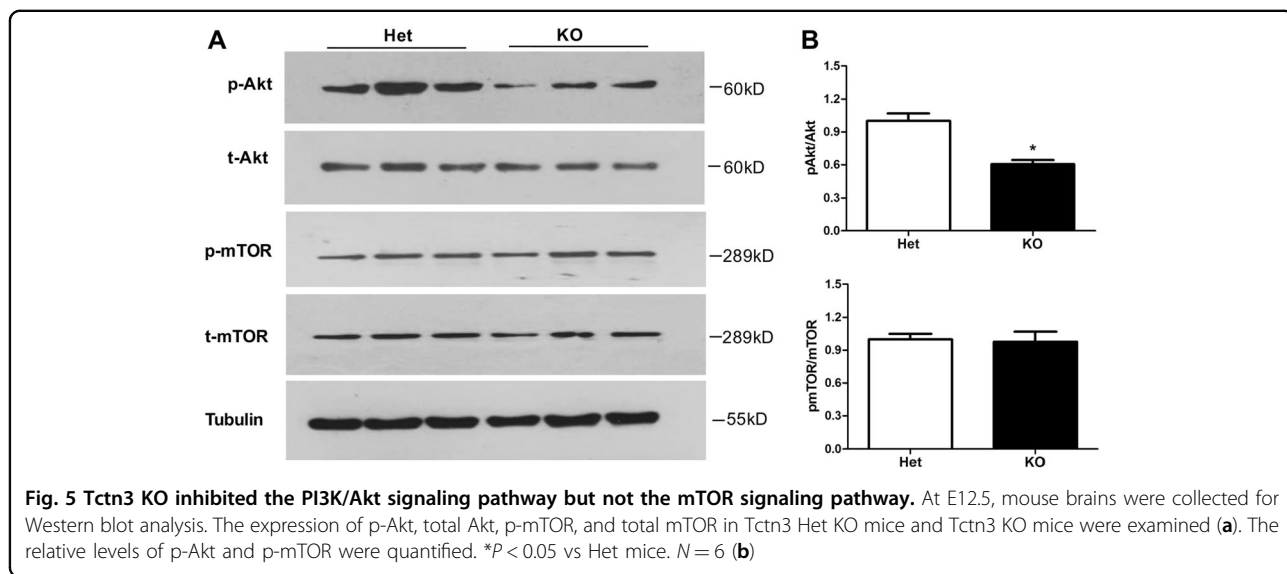 A
Het
KO
p-Akt
–60kD
t-Akt
–60kD
p-mTOR
–289kD
t-mTOR
–289kD
Tubulin
–55kD
B
pAkt/Akt
1.5
1.2
0.9
0.6
0.3
0.0
*
Het
KO
pmTOR/mTOR
1.5
1.2
0.9
0.6
0.3
0.0
Het
KO
Fig. 5 Tctn3 KO inhibited the PI3K/Akt signaling pathway but not the mTOR signaling pathway. At E12.5, mouse brains were collected for
Western blot analysis. The expression of p-Akt, total Akt, p-mTOR, and total mTOR in Tctn3 Het KO mice and Tctn3 KO mice were examined (a). The
relative levels of p-Akt and p-mTOR were quantified. *P < 0.05 vs Het mice. N = 6 (b)